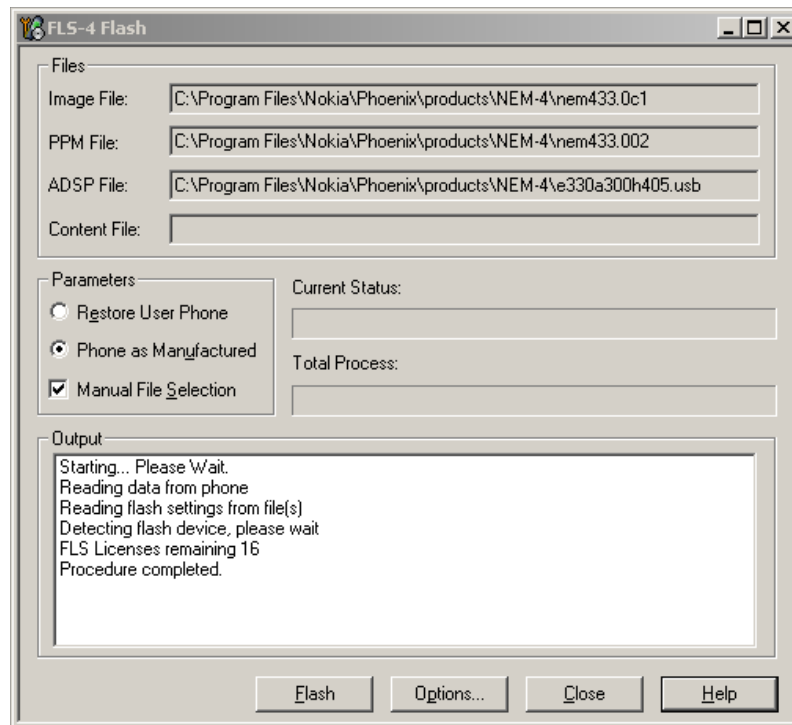 FLS-4 Flash
Files
Image File: C:\Program Files\Nokia\Phoenix\products\NEM-4\nem433.0c1
PPM File: C:\Program Files\Nokia\Phoenix\products\NEM-4\nem433.002
ADSP File: C:\Program Files\Nokia\Phoenix\products\NEM-4\e330a300h405.usb
Content File:
Parameters
Restore User Phone
Phone as Manufactured
Manual File Selection
Current Status:
Total Process:
Output
Starting... Please Wait.
Reading data from phone
Reading flash settings from file(s)
Detecting flash device, please wait
FLS Licenses remaining 16
Procedure completed.
Flash Options... Close Help